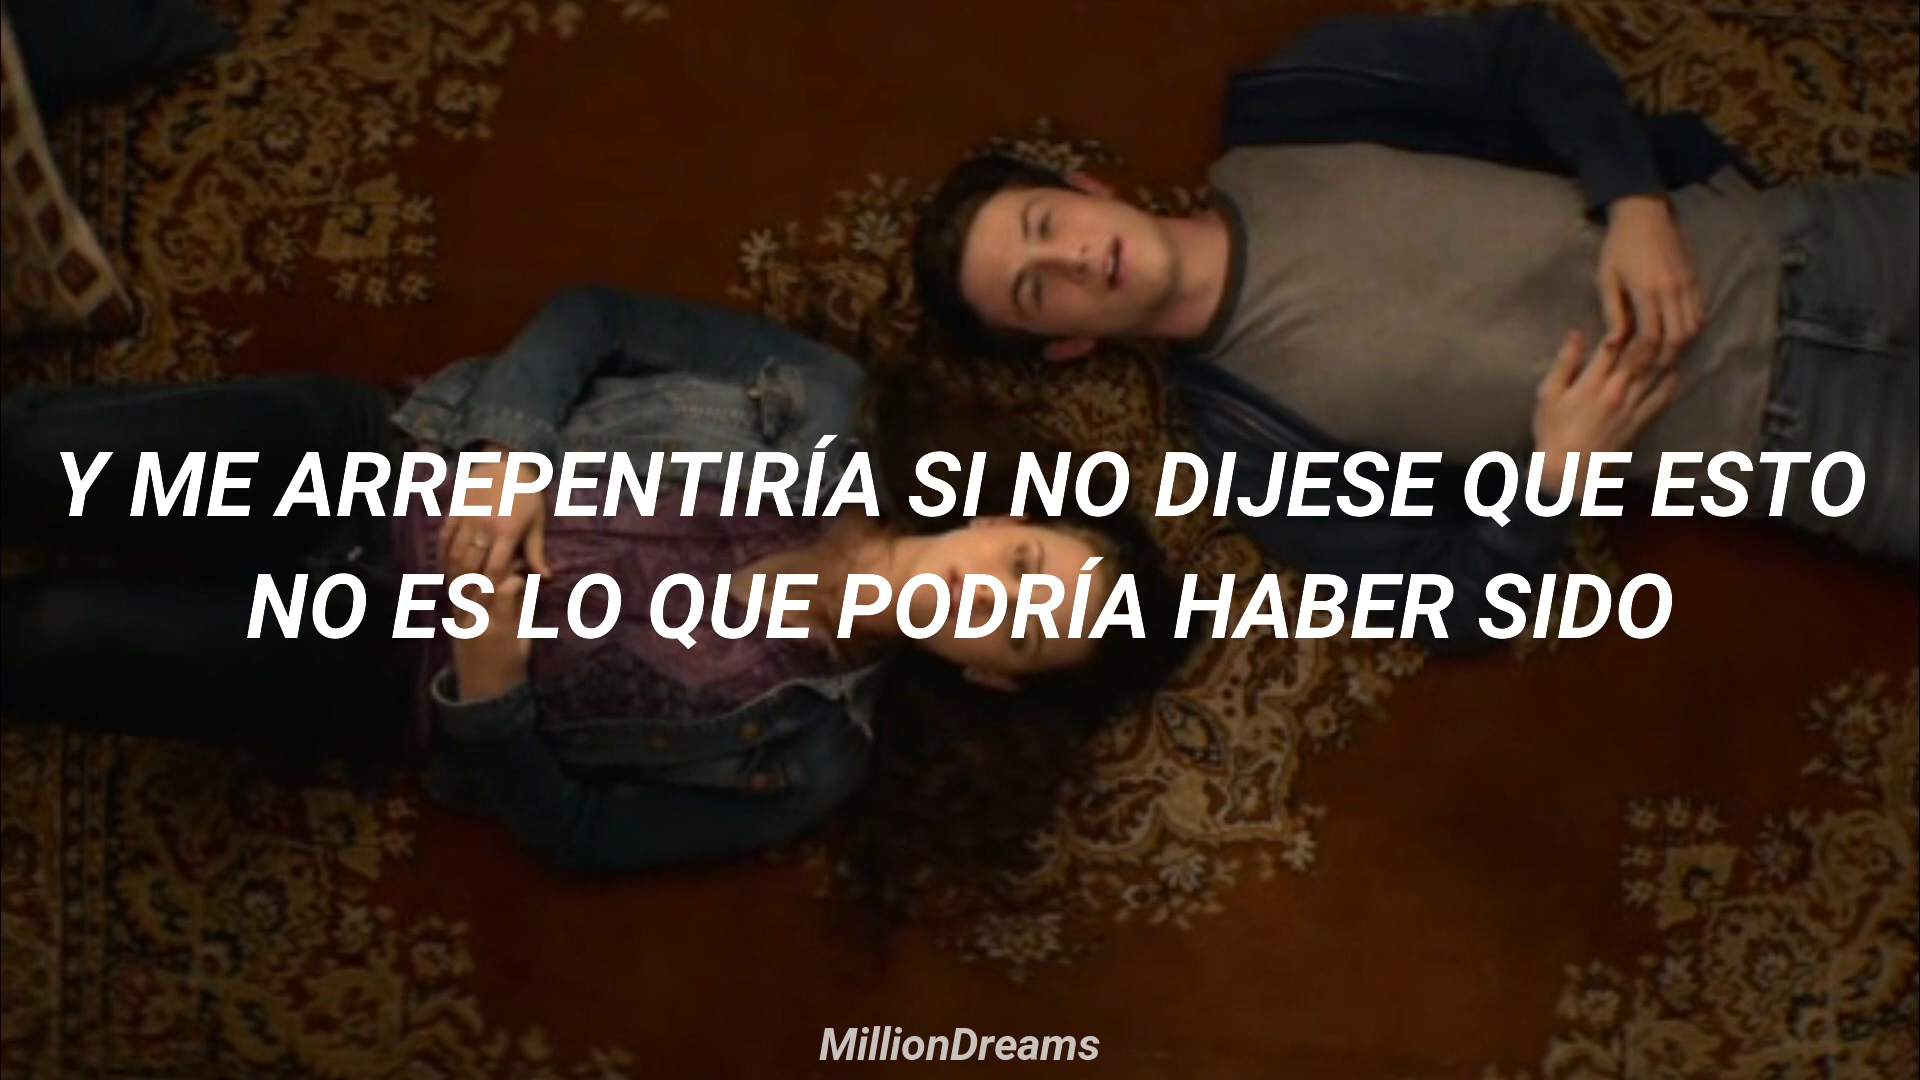 Y ME ARREPENTIRÍA SI NO DIJESE QUE ESTO
NO ES LO QUE PODRÍA HABER SIDO
MillionDreams